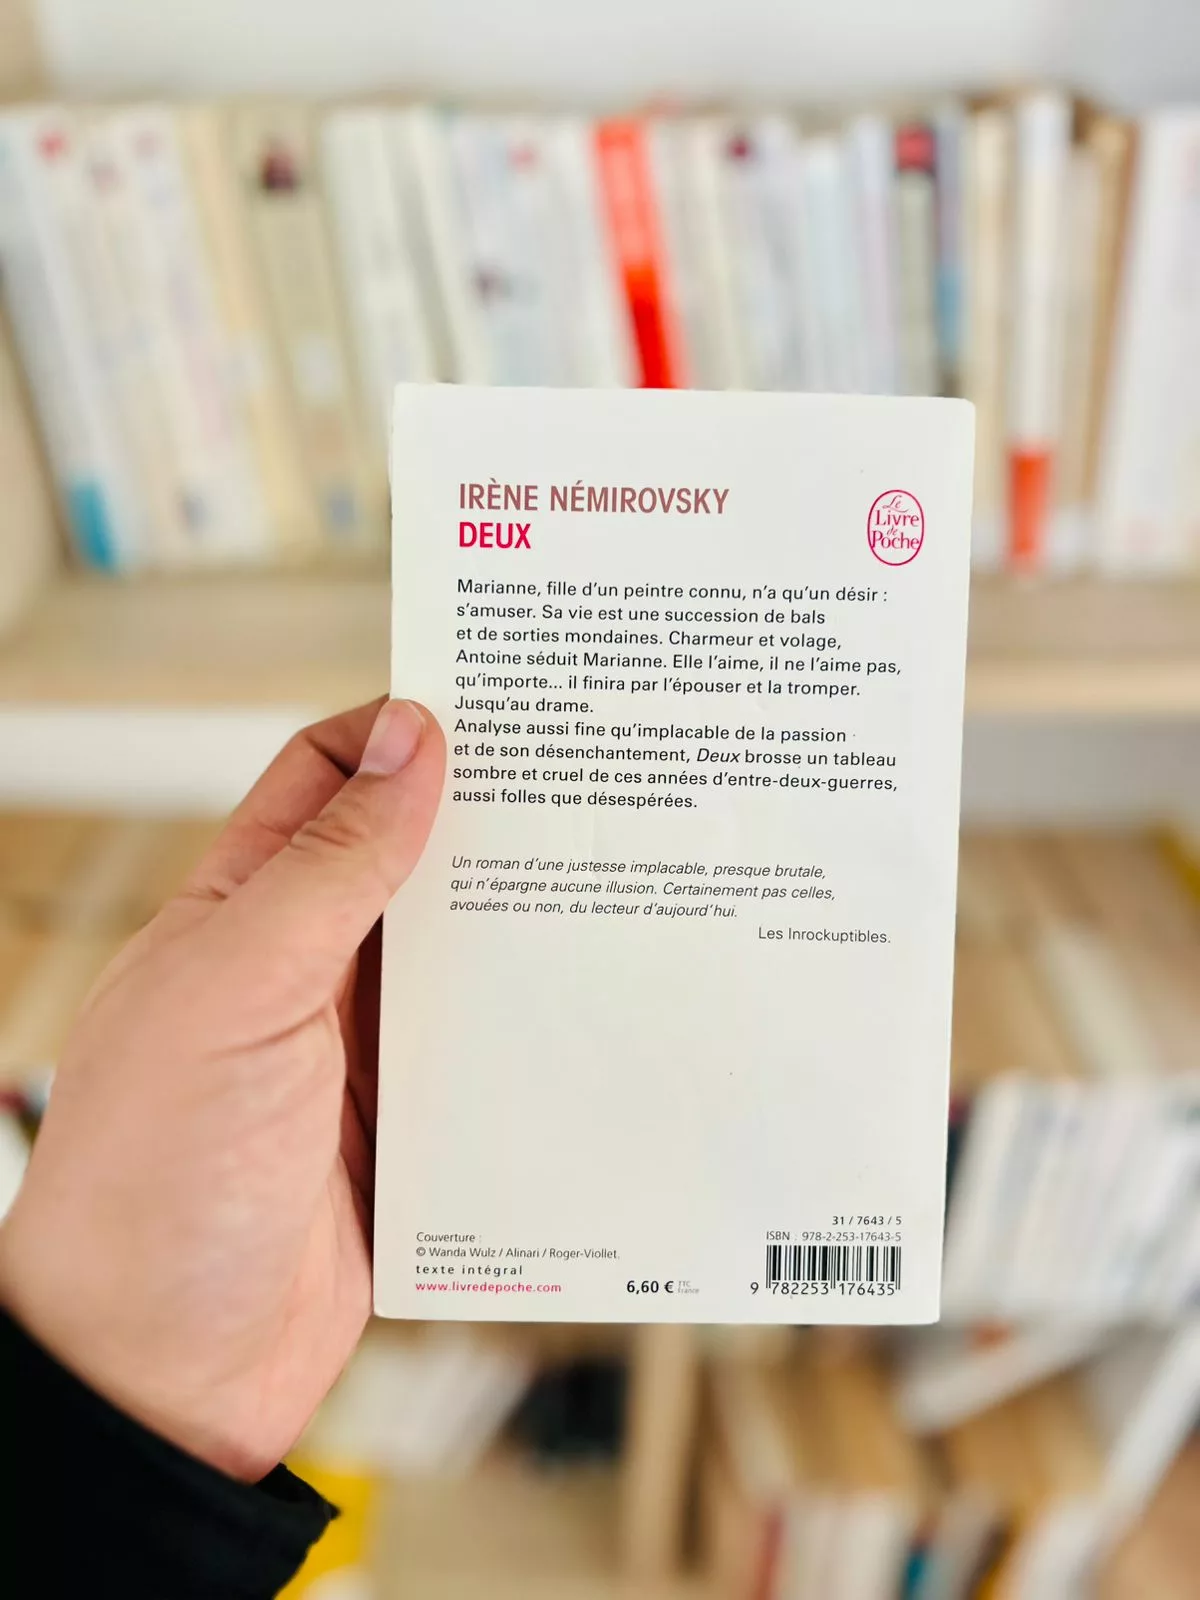 IRÈNE NÉMIROVSKY
DEUX
Le
Livre
de
Poche
Marianne, fille d'un peintre connu, n'a qu'un désir :
s'amuser. Sa vie est une succession de bals
et de sorties mondaines. Charmeur et volage,
Antoine séduit Marianne. Elle l'aime, il ne l'aime pas,
qu'importe... il finira par l'épouser et la tromper.
Jusqu'au drame.
Analyse aussi fine qu'implacable de la passion
et de son désenchantement, Deux brosse un tableau
sombre et cruel de ces années d'entre-deux-guerres,
aussi folles que désespérées.
Un roman d'une justesse implacable, presque brutale,
qui n'épargne aucune illusion. Certainement pas celles,
avouées ou non, du lecteur d'aujourd'hui.
Les Inrockuptibles.
Couverture :
© Wanda Wulz / Alinari / Roger-Viollet.
texte intégral
www.livredepoche.com
6,60 € TTC
France
31 / 7643 / 5
ISBN : 978-2-253-17643-5
9 782253 176435